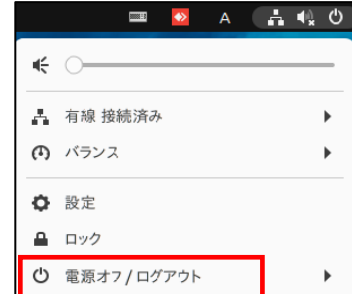 A
有線 接続済み
バランス
設定
ロック
電源オフ / ログアウト